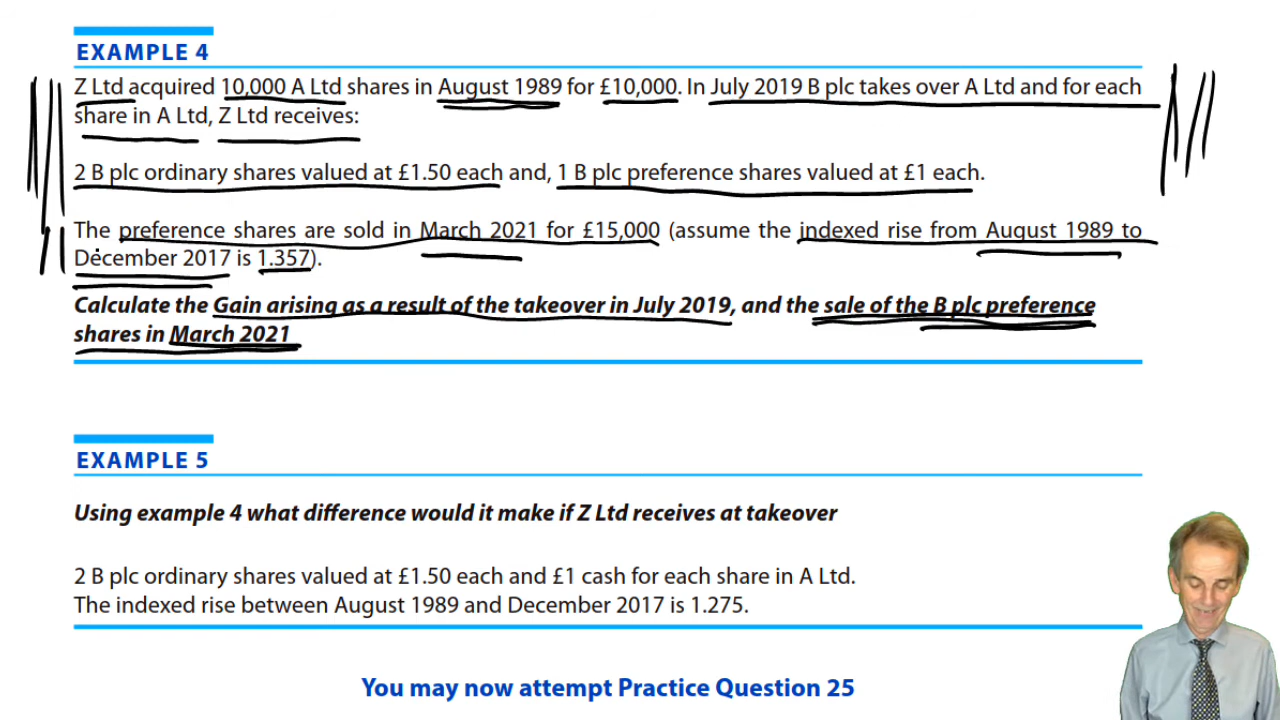 EXAMPLE 4
Z Ltd acquired 10,000 A Ltd shares in August 1989 for £10,000. In July 2019 B plc takes over A Ltd and for each
share in A Ltd, Z Ltd receives:
2 B plc ordinary shares valued at £1.50 each and, 1 B plc preference shares valued at £1 each.
The preference shares are sold in March 2021 for £15,000 (assume the indexed rise from August 1989 to
December 2017 is 1.357).
Calculate the Gain arising as a result of the takeover in July 2019, and the sale of the B plc preference
shares in March 2021
EXAMPLE 5
Using example 4 what difference would it make if Z Ltd receives at takeover
2 B plc ordinary shares valued at £1.50 each and £1 cash for each share in A Ltd.
The indexed rise between August 1989 and December 2017 is 1.275.
You may now attempt Practice Question 25